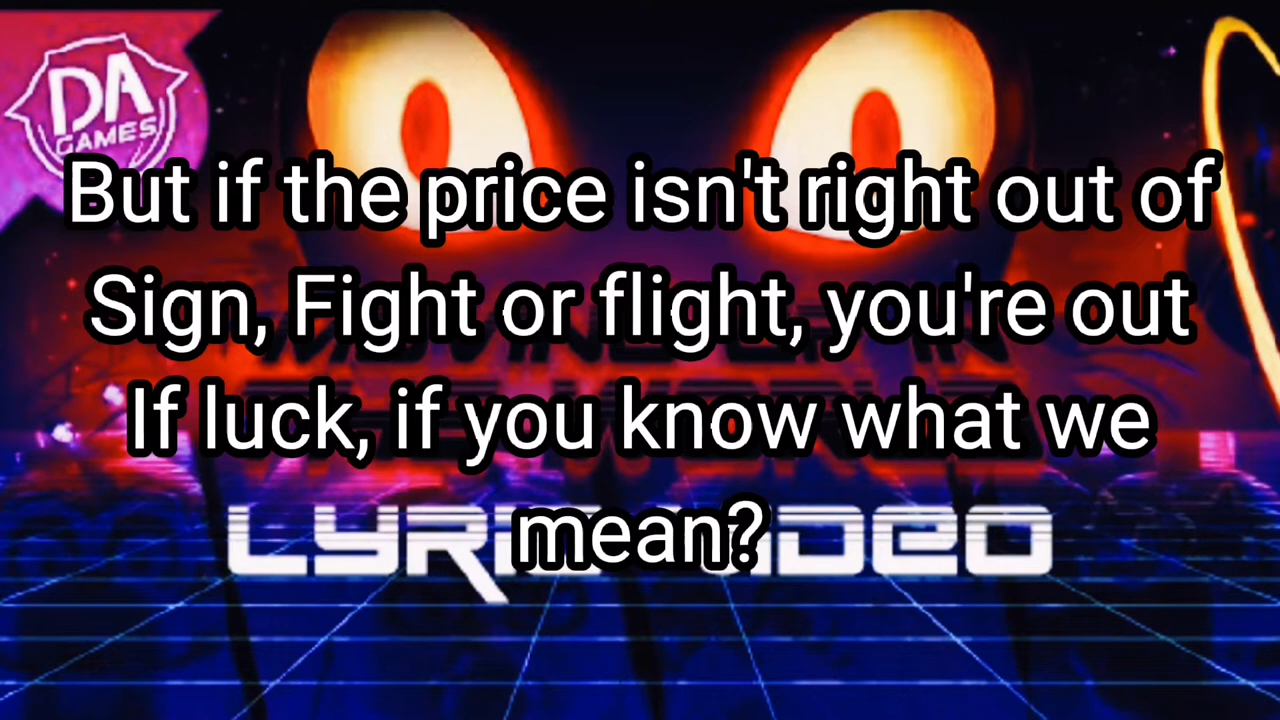 DA
GAMES
But if the price isn't right out of
Sign, Fight or flight, you're out
If luck, if you know what we
mean?